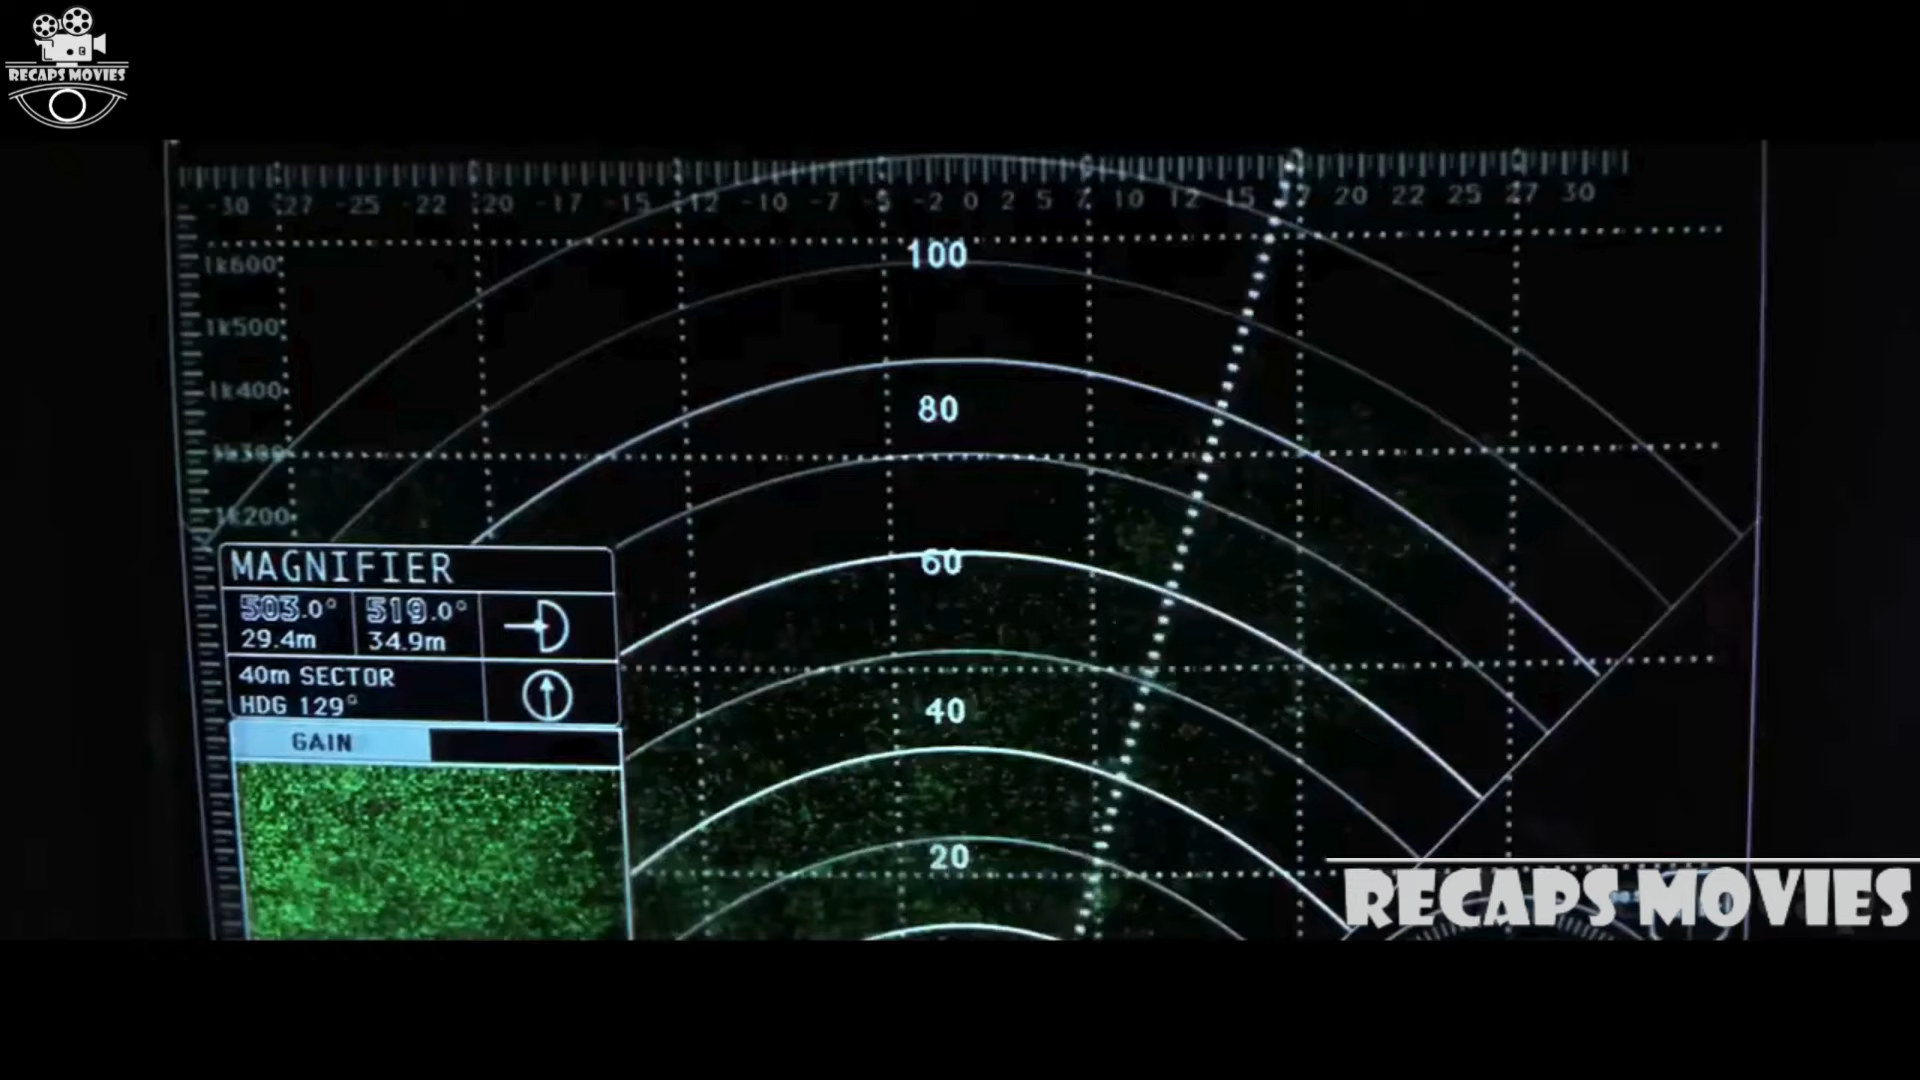 RECAPS MOVIES
-30 -27 -25 -22 -20 -17 -15 -12 -10 -7 -5 -2 0 2 5 7 10 12 15 17 20 22 25 27 30
1k600
1k500
1k400
1k300
1k200
100
80
60
40
20
MAGNIFIER
503.0° 519.0°
29.4m 34.9m
40m SECTOR
HDG 129°
GAIN
RECAPS MOVIES